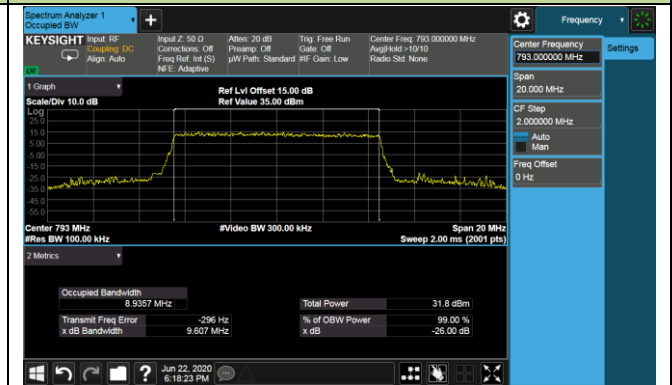 Spectrum Analyzer 1
Occupied BW
+
Frequency
KEYSIGHT
Input: RF
Coupling: DC
Align: Auto
Input Z: 50 Ω
Corrections: Off
Freq Ref: Int (S)
NFE: Adaptive
Atten: 20 dB
Preamp: Off
µW Path: Standard
Trig: Free Run
Gate: Off
#IF Gain: Low
Center Freq: 793.000000 MHz
Avg|Hold:>10/10
Radio Std: None
Center Frequency
793.000000 MHz
Settings
Span
20.000 MHz
CF Step
2.000000 MHz
Auto
Man
Freq Offset
0 Hz
1 Graph
Scale/Div 10.0 dB
Ref Lvl Offset 15.00 dB
Ref Value 35.00 dBm
Log
25.0
15.0
5.00
-5.00
-15.0
-25.0
-35.0
-45.0
-55.0
Center 793 MHz
#Res BW 100.00 kHz
#Video BW 300.00 kHz
Span 20 MHz
Sweep 2.00 ms (2001 pts)
2 Metrics
Occupied Bandwidth
8.9357 MHz
Total Power 31.8 dBm
Transmit Freq Error -296 Hz
% of OBW Power 99.00 %
x dB Bandwidth 9.607 MHz
x dB -26.00 dB
?
Jun 22, 2020
6:18:23 PM